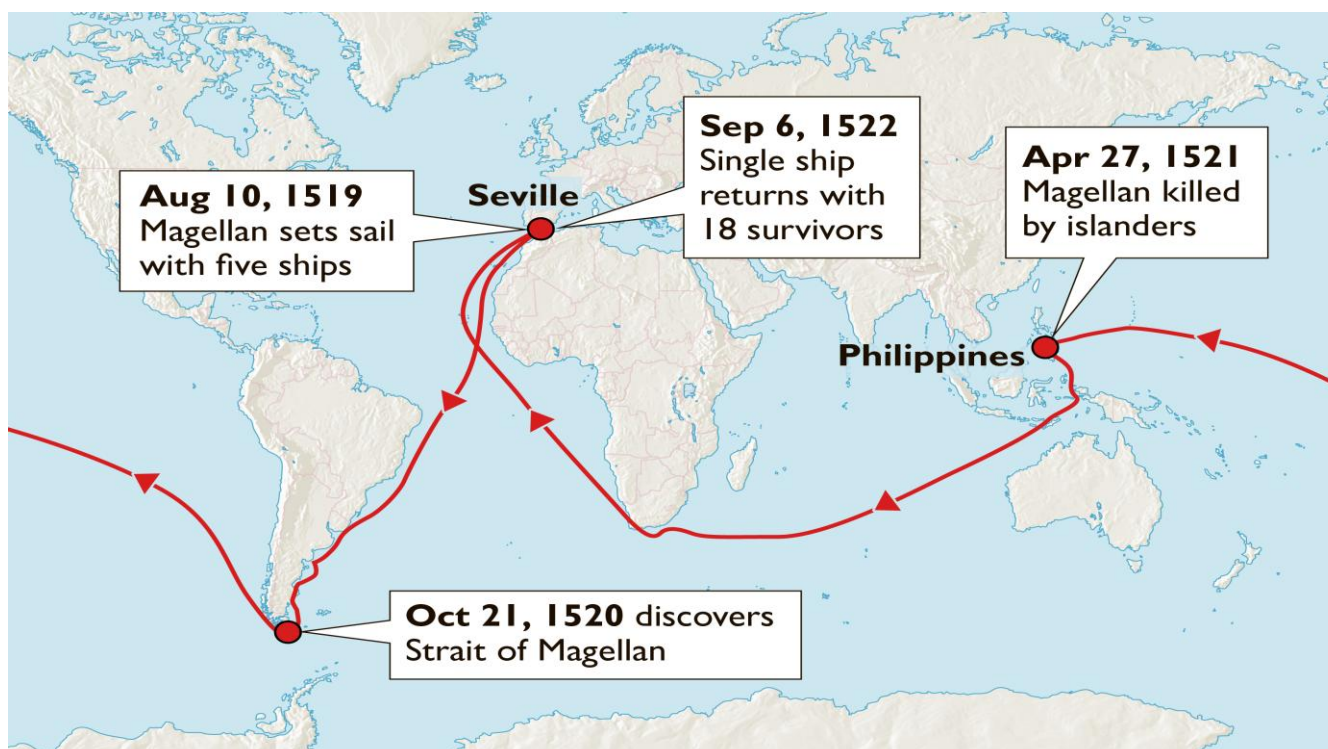 Aug 10, 1519
Magellan sets sail
with five ships
Seville
Sep 6, 1522
Single ship
returns with
18 survivors
Apr 27, 1521
Magellan killed
by islanders
Philippines
Oct 21, 1520 discovers
Strait of Magellan